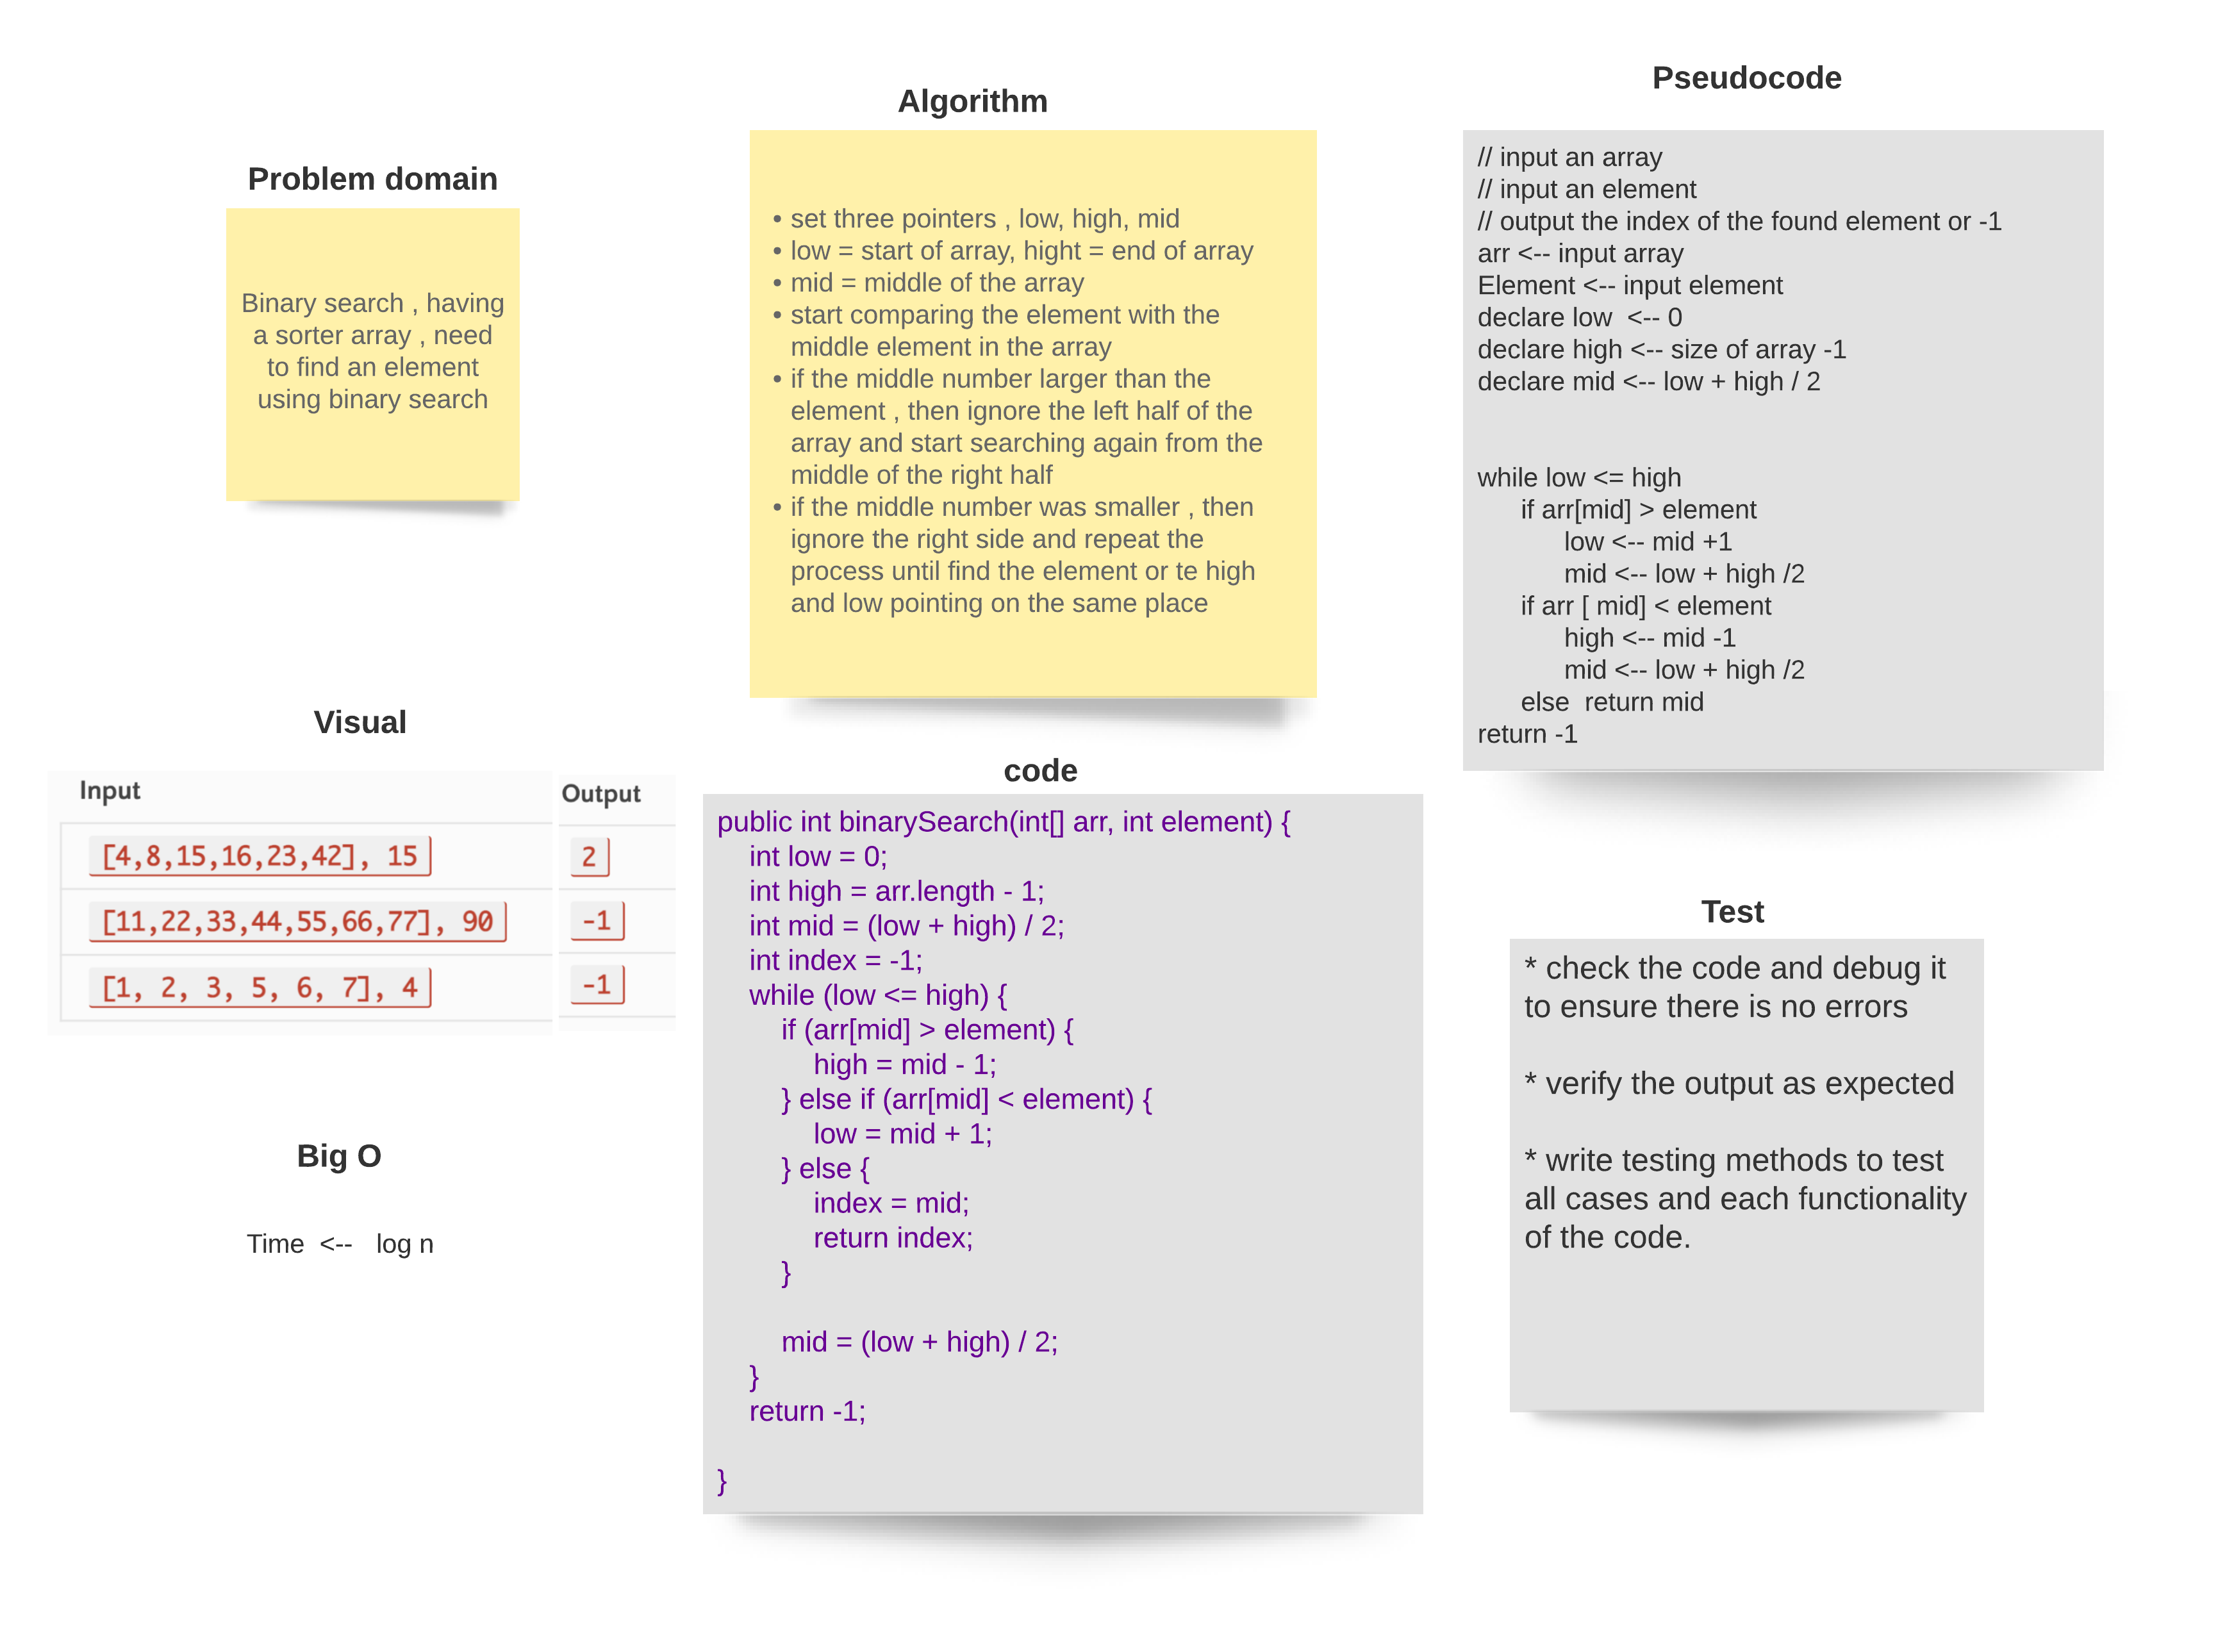 Problem domain
Binary search , having
a sorter array , need
to find an element
using binary search
Algorithm
• set three pointers , low, high, mid
• low = start of array, hight = end of array
• mid = middle of the array
• start comparing the element with the
middle element in the array
• if the middle number larger than the
element , then ignore the left half of the
array and start searching again from the
middle of the right half
• if the middle number was smaller , then
ignore the right side and repeat the
process until find the element or te high
and low pointing on the same place
Pseudocode
// input an array
// input an element
// output the index of the found element or -1
arr <-- input array
Element <-- input element
declare low  <-- 0
declare high <-- size of array -1
declare mid <-- low + high / 2
while low <= high
if arr[mid] > element
low <-- mid +1
mid <-- low + high /2
if arr [ mid] < element
high <-- mid -1
mid <-- low + high /2
else  return mid
return -1
Visual
Input Output
[4,8,15,16,23,42], 15 2
[11,22,33,44,55,66,77], 90 -1
[1, 2, 3, 5, 6, 7], 4 -1
Big O
Time  <--   log n
code
public int binarySearch(int[] arr, int element) {
int low = 0;
int high = arr.length - 1;
int mid = (low + high) / 2;
int index = -1;
while (low <= high) {
if (arr[mid] > element) {
high = mid - 1;
} else if (arr[mid] < element) {
low = mid + 1;
} else {
index = mid;
return index;
}
mid = (low + high) / 2;
}
return -1;
}
Test
* check the code and debug it
to ensure there is no errors
* verify the output as expected
* write testing methods to test
all cases and each functionality
of the code.